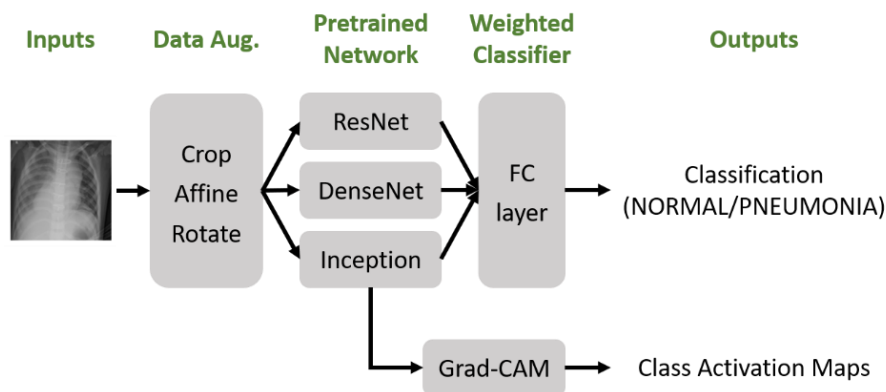 Inputs
Data Aug.
Pretrained
Network
Weighted
Classifier
Outputs
Crop
Affine
Rotate
ResNet
DenseNet
Inception
FC
layer
Classification
(NORMAL/PNEUMONIA)
Grad-CAM
Class Activation Maps